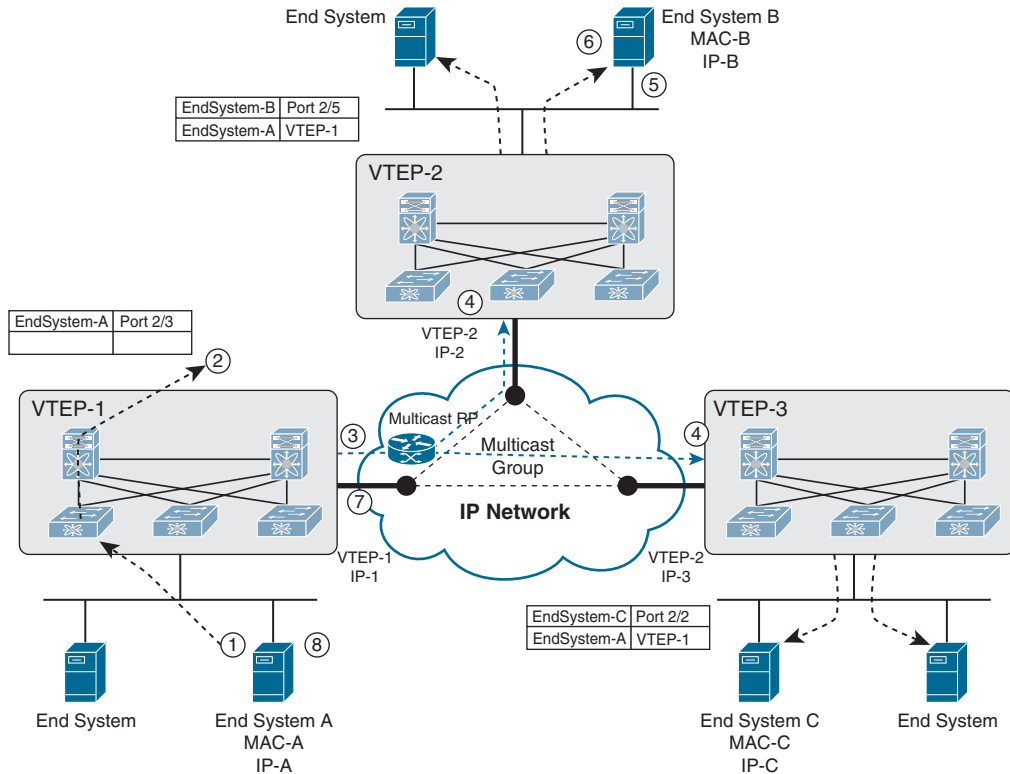 End System
End System B
MAC-B
IP-B
6
5
EndSystem-B Port 2/5
EndSystem-A VTEP-1
VTEP-2
4
VTEP-2
IP-2
EndSystem-A Port 2/3
2
VTEP-1
3
Multicast RP
Multicast
Group
IP Network
7
VTEP-1
IP-1
4
VTEP-3
VTEP-2
IP-3
EndSystem-C Port 2/2
EndSystem-A VTEP-1
1
8
End System
End System A
MAC-A
IP-A
End System C
MAC-C
IP-C
End System